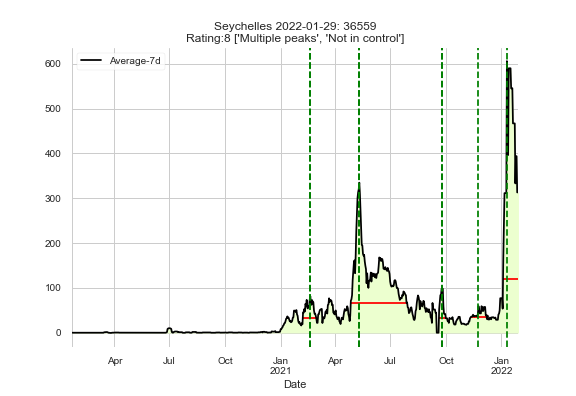 Seychelles 2022-01-29: 36559
Rating:8 ['Multiple peaks', 'Not in control']
Average-7d
600
500
400
300
200
100
0
Apr Jul Oct Jan Apr Jul Oct Jan
2021 2022
Date